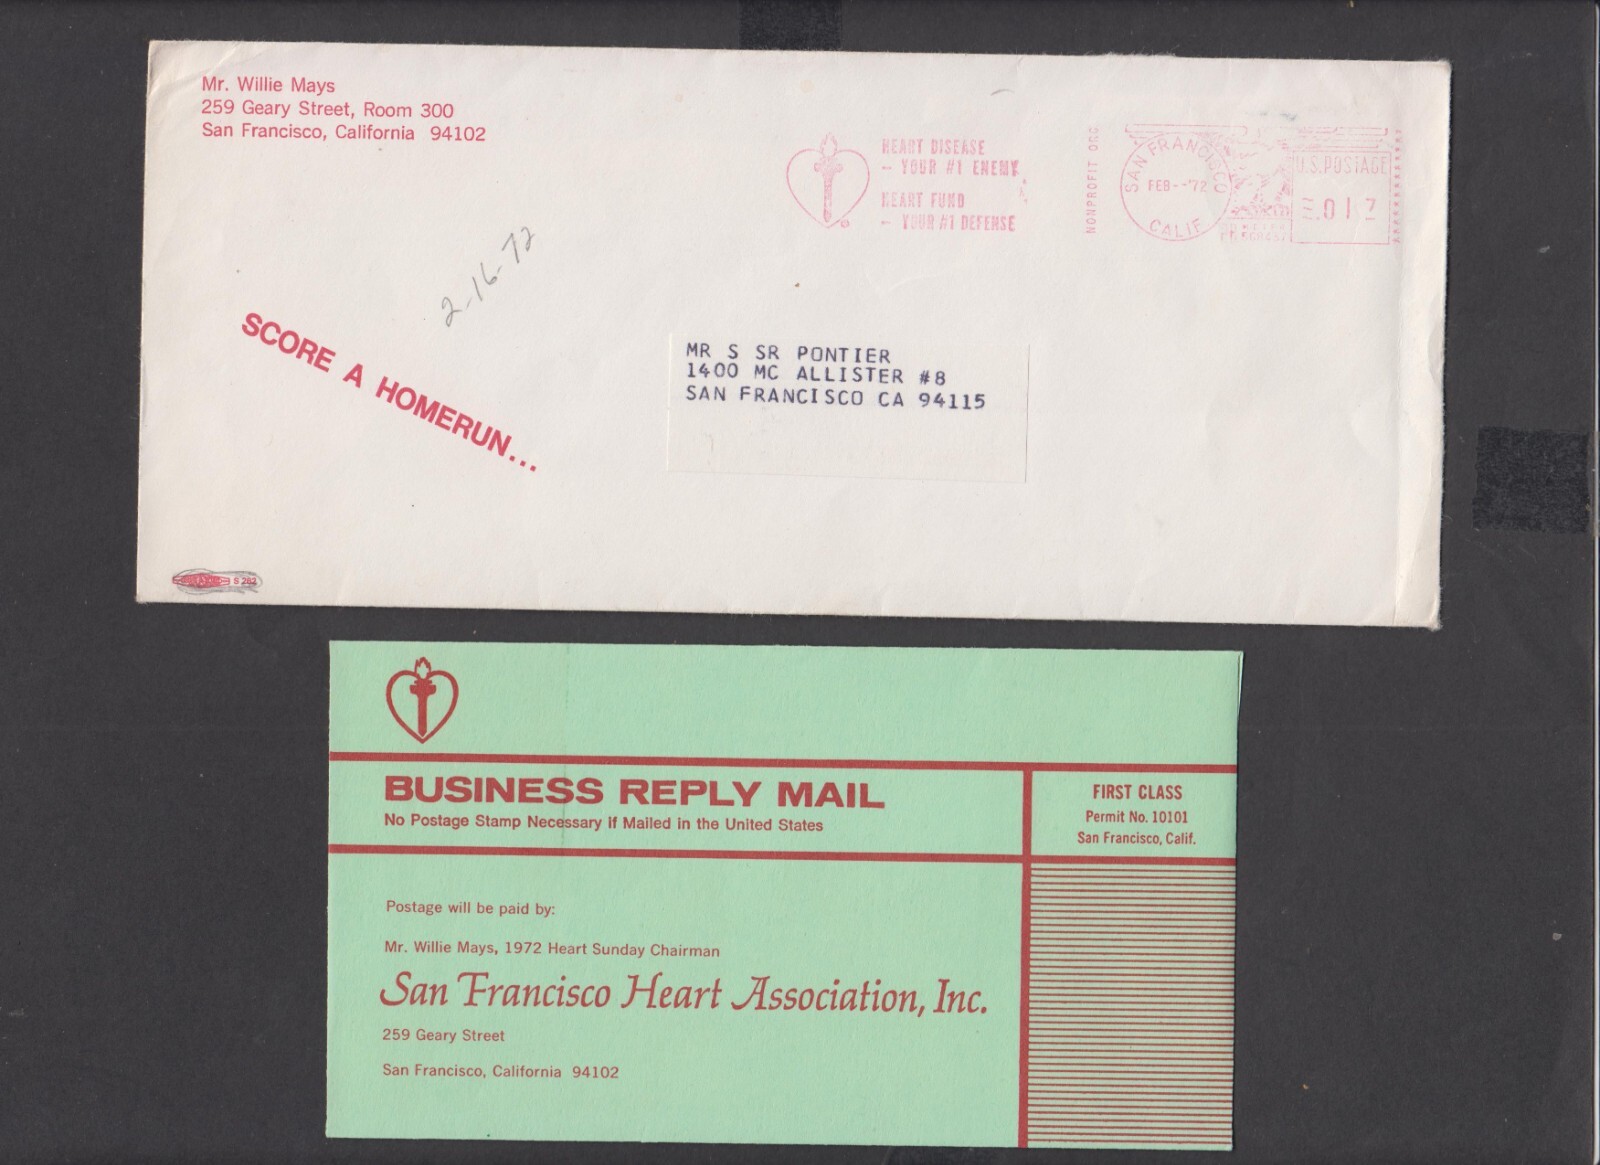 Mr. Willie Mays
259 Geary Street, Room 300
San Francisco, California 94102
HEART DISEASE
- YOUR #1 ENEMY
HEART FUND
- YOUR #1 DEFENSE
NONPROFIT ORG
SAN FRANCISCO
FEB--'72
CALIF
U.S. POSTAGE
.017
2-16-72
SCORE A HOMERUN...
MR S SR PONTIER
1400 MC ALLISTER #8
SAN FRANCISCO CA 94115
S 282
BUSINESS REPLY MAIL
No Postage Stamp Necessary If Mailed in the United States
FIRST CLASS
Permit No. 10101
San Francisco, Calif.
Postage will be paid by:
Mr. Willie Mays, 1972 Heart Sunday Chairman
San Francisco Heart Association, Inc.
259 Geary Street
San Francisco, California 94102